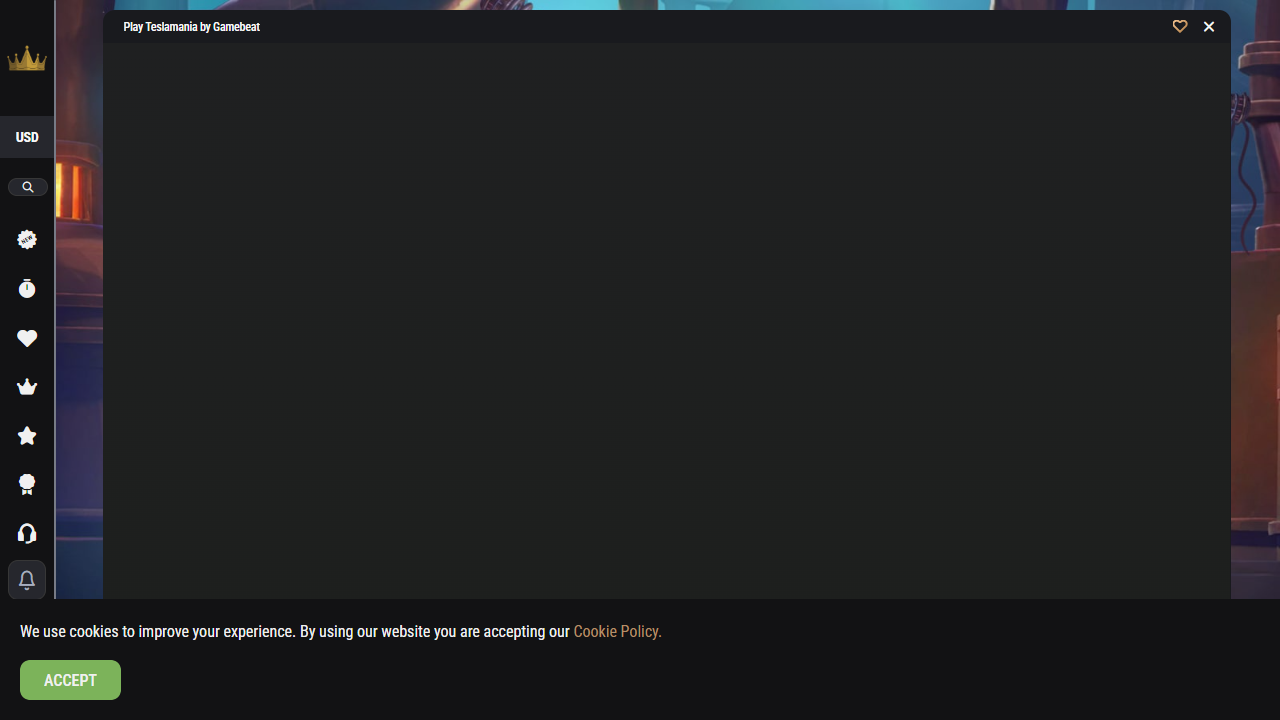 Play Teslamania by Gamebeat
USD
NEW
We use cookies to improve your experience. By using our website you are accepting our Cookie Policy.
ACCEPT